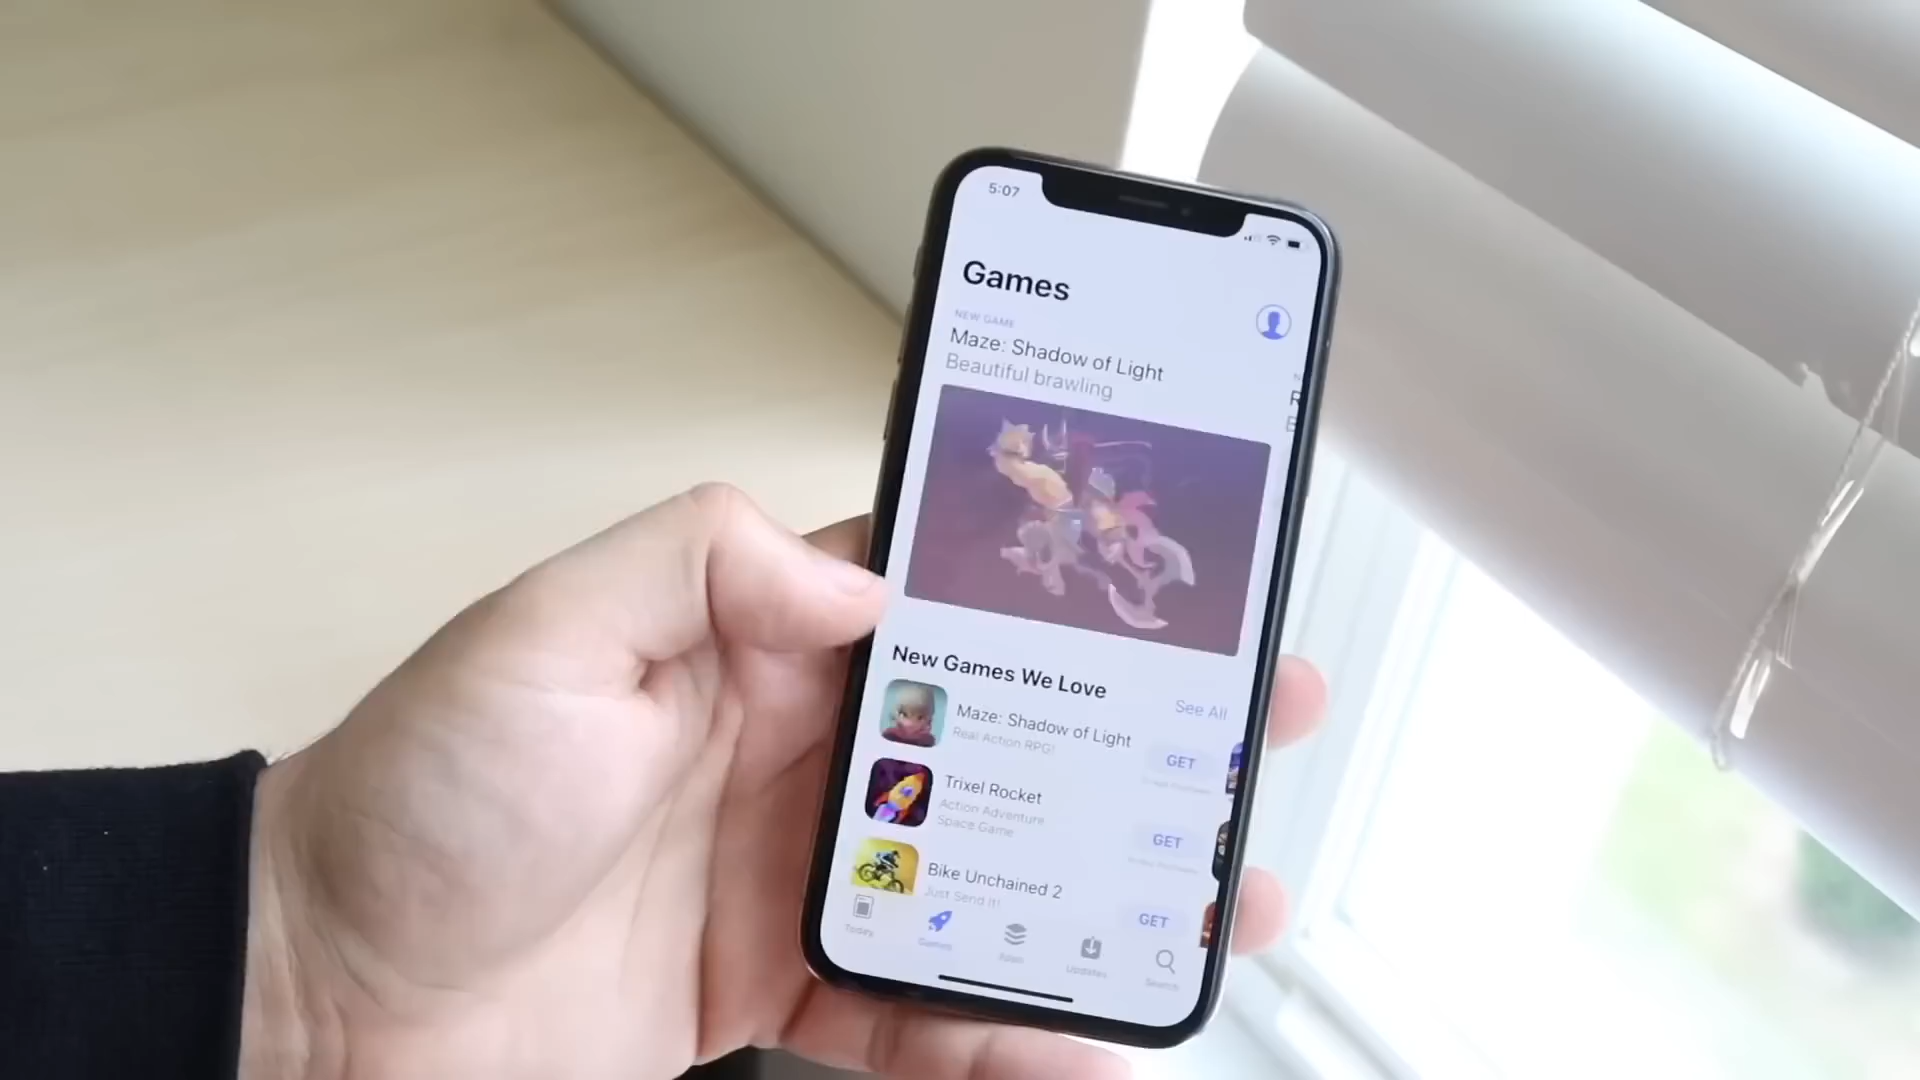 5:07
Games
NEW GAME
Maze: Shadow of Light
Beautiful brawling
N
R
B
New Games We Love
See All
Maze: Shadow of Light
Real Action RPG!
GET
Trixel Rocket
Action Adventure
Space Game
GET
Bike Unchained 2
Just Send It!
GET
Today
Games
Apps
Updates
Search